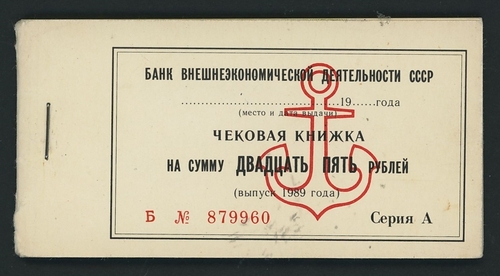 БАНК ВНЕШНЕЭКОНОМИЧЕСКОЙ ДЕЯТЕЛЬНОСТИ СССР
........................................19......года
(место и дата выдачи)
ЧЕКОВАЯ КНИЖКА
НА СУММУ ДВАДЦАТЬ ПЯТЬ РУБЛЕЙ
(выпуск 1989 года)
Б № 879960 Серия А